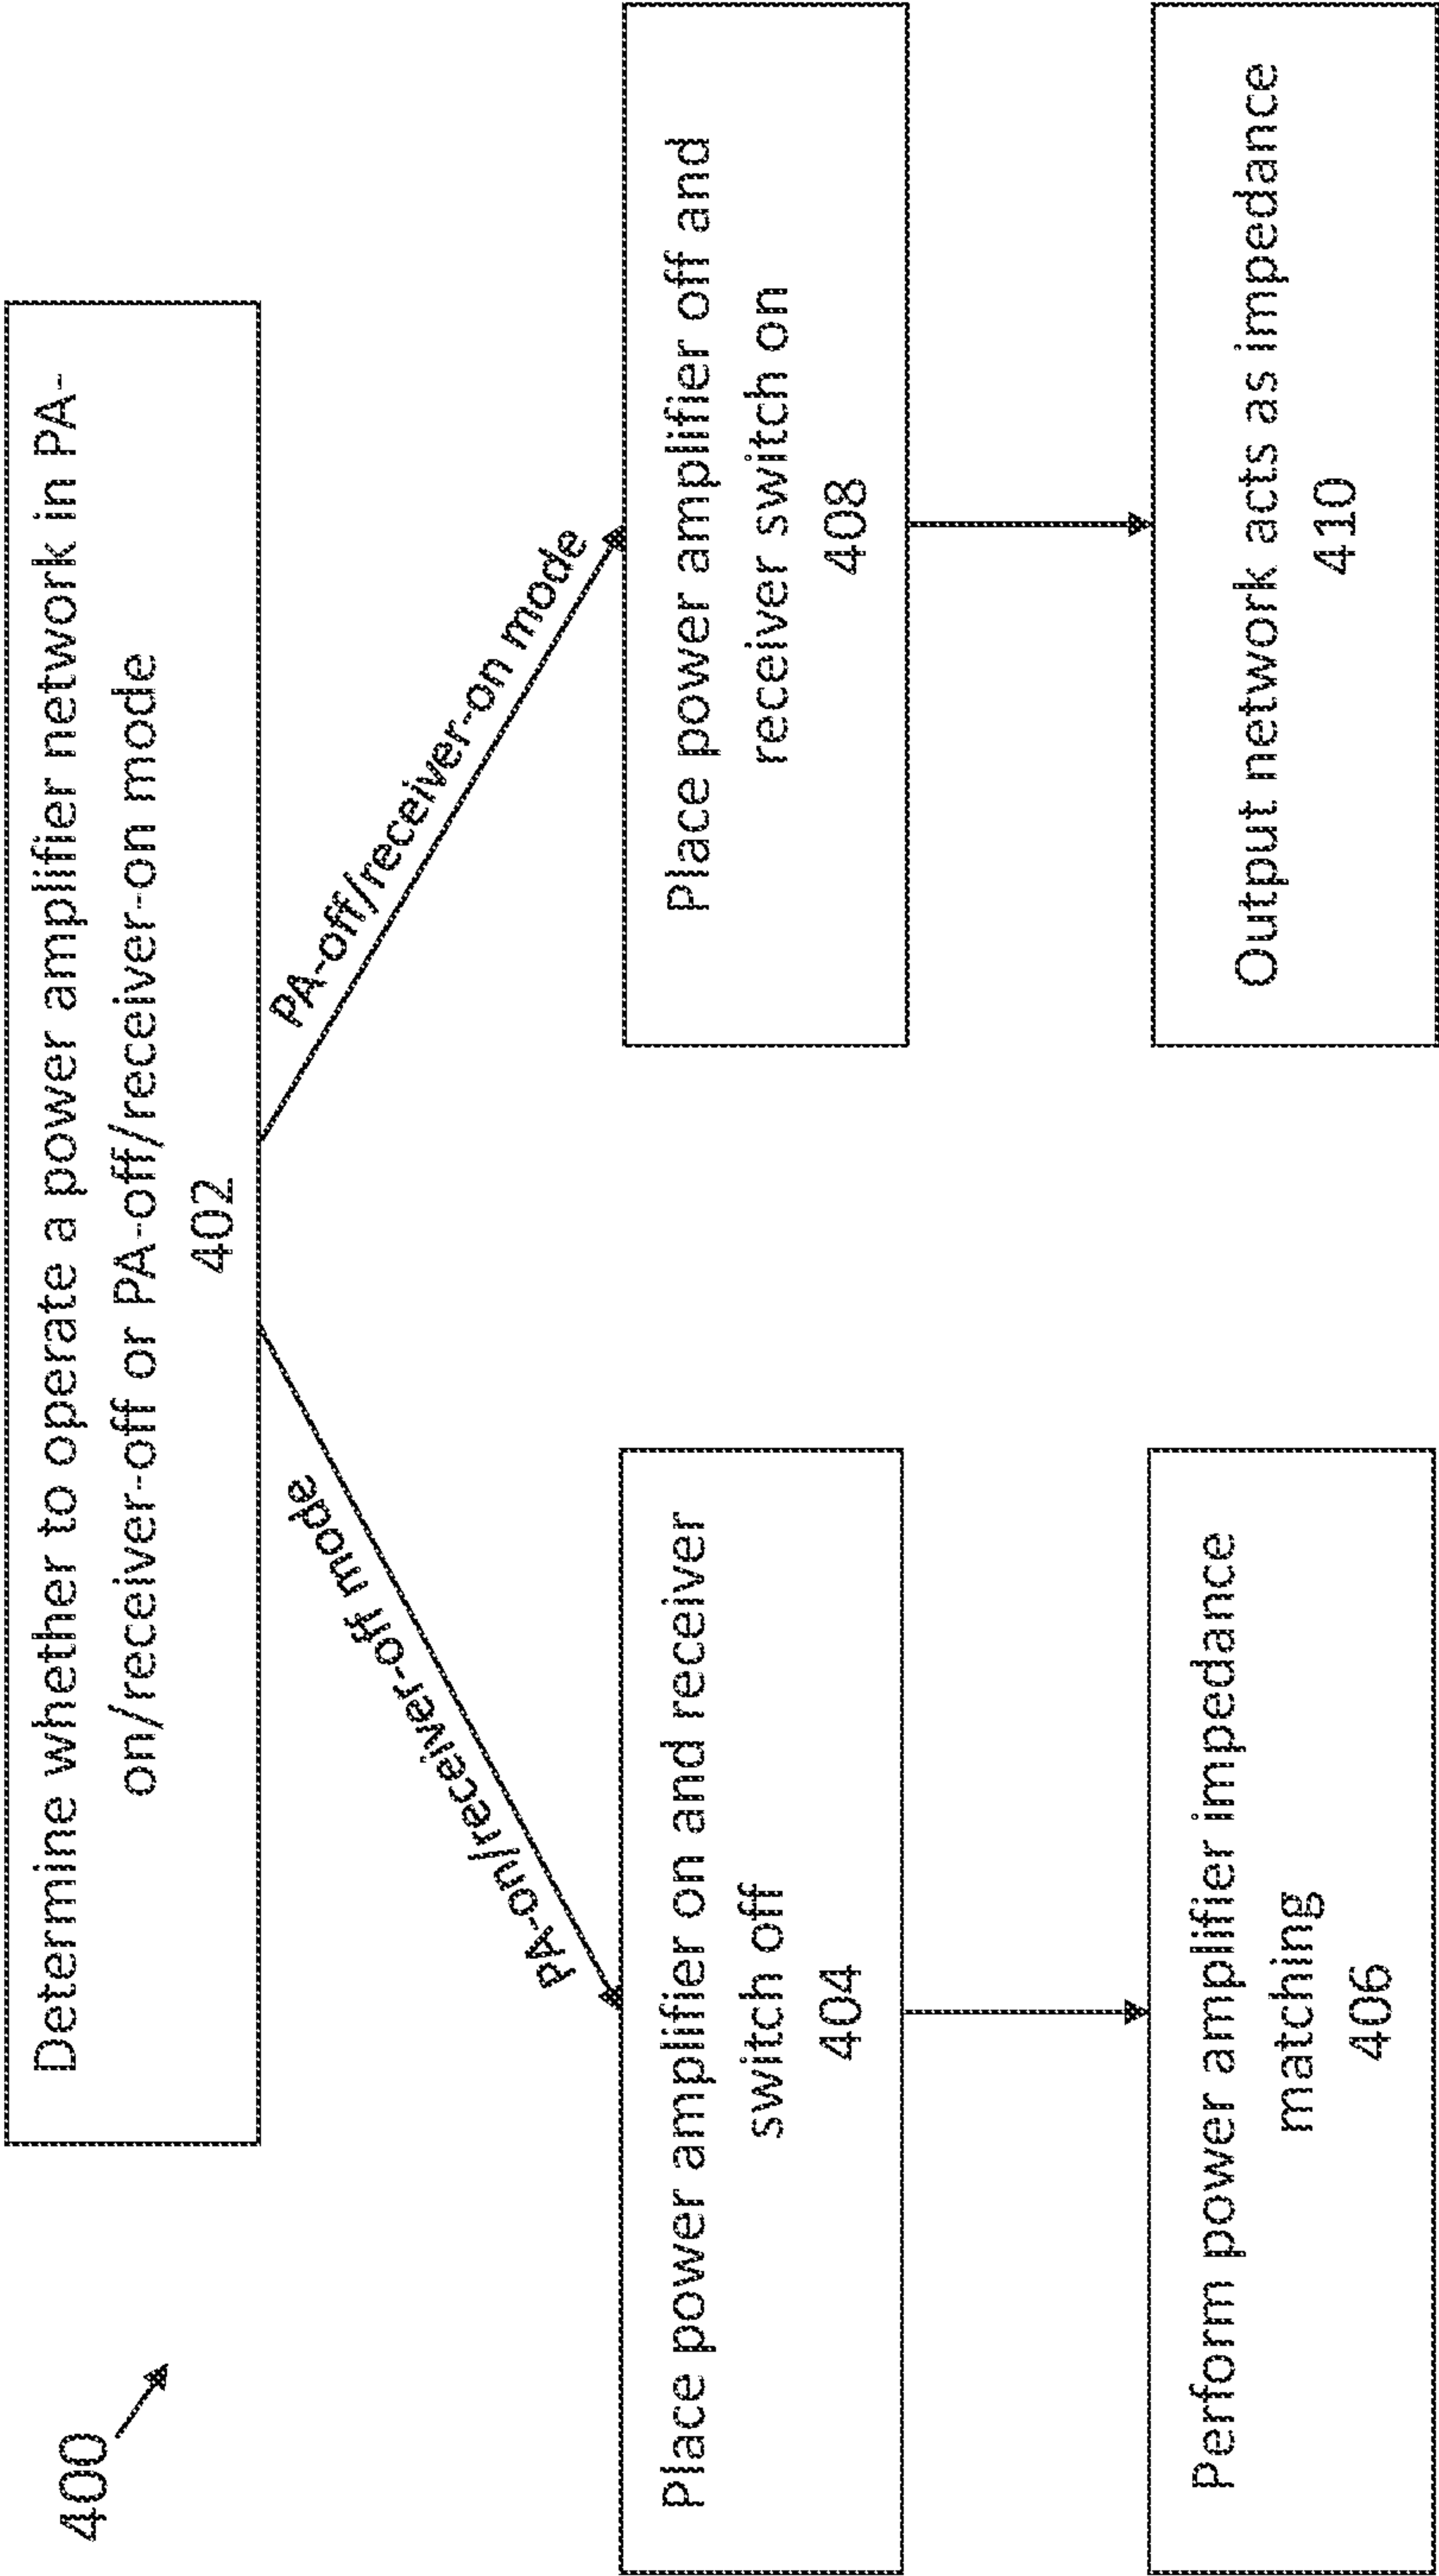 400
Determine whether to operate a power amplifier network in PA-
on/receiver-off or PA-off/receiver-on mode
402
PA-on/receiver-off mode
PA-off/receiver-on mode
Place power amplifier on and receiver
switch off
404
Place power amplifier off and
receiver switch on
408
Perform power amplifier impedance
matching
406
Output network acts as impedance
410